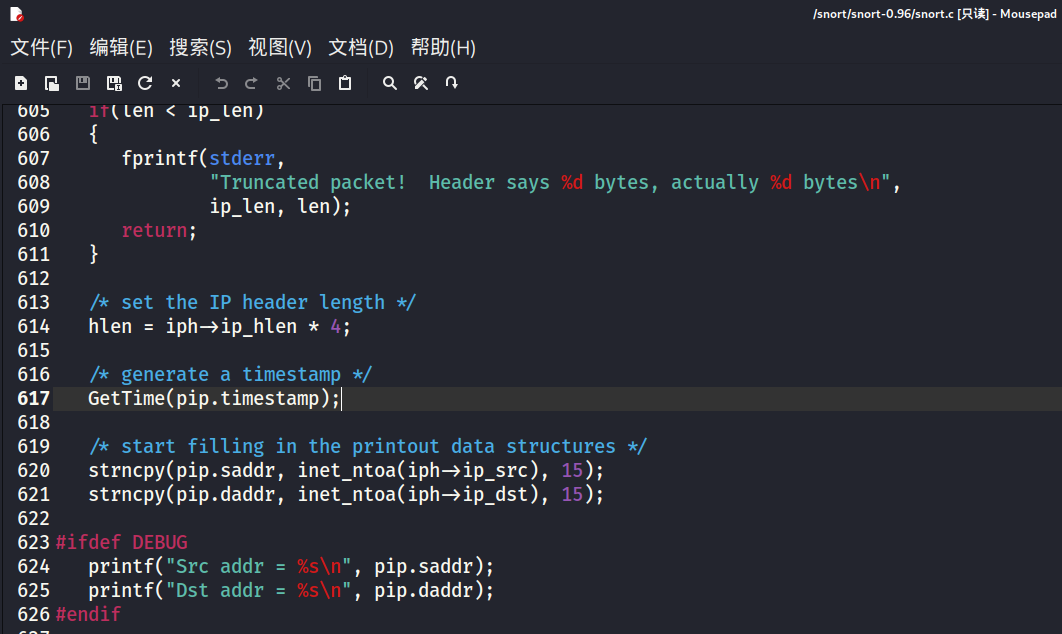 /snort/snort-0.96/snort.c [只读] - Mousepad
文件(F) 编辑(E) 搜索(S) 视图(V) 文档(D) 帮助(H)
605    if(len < ip_len)
606    {
607       fprintf(stderr,
608               "Truncated packet!  Header says %d bytes, actually %d bytes\n",
609               ip_len, len);
610       return;
611    }
612
613    /* set the IP header length */
614    hlen = iph->ip_hlen * 4;
615
616    /* generate a timestamp */
617    GetTime(pip.timestamp);
618
619    /* start filling in the printout data structures */
620    strncpy(pip.saddr, inet_ntoa(iph->ip_src), 15);
621    strncpy(pip.daddr, inet_ntoa(iph->ip_dst), 15);
622
623 #ifdef DEBUG
624    printf("Src addr = %s\n", pip.saddr);
625    printf("Dst addr = %s\n", pip.daddr);
626 #endif